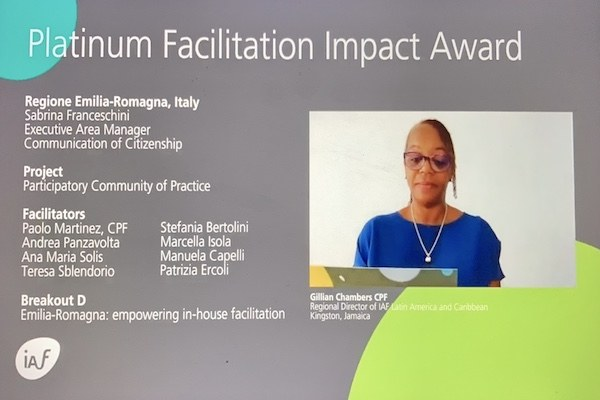 Platinum Facilitation Impact Award
Regione Emilia-Romagna, Italy
Sabrina Franceschini
Executive Area Manager
Communication of Citizenship
Project
Participatory Community of Practice
Facilitators
Paolo Martinez, CPF
Andrea Panzavolta
Ana Maria Solis
Teresa Sblendorio
Stefania Bertolini
Marcella Isola
Manuela Capelli
Patrizia Ercoli
Breakout D
Emilia-Romagna: empowering in-house facilitation
Gillian Chambers CPF
Regional Director of IAF Latin America and Caribbean
Kingston, Jamaica
iAF